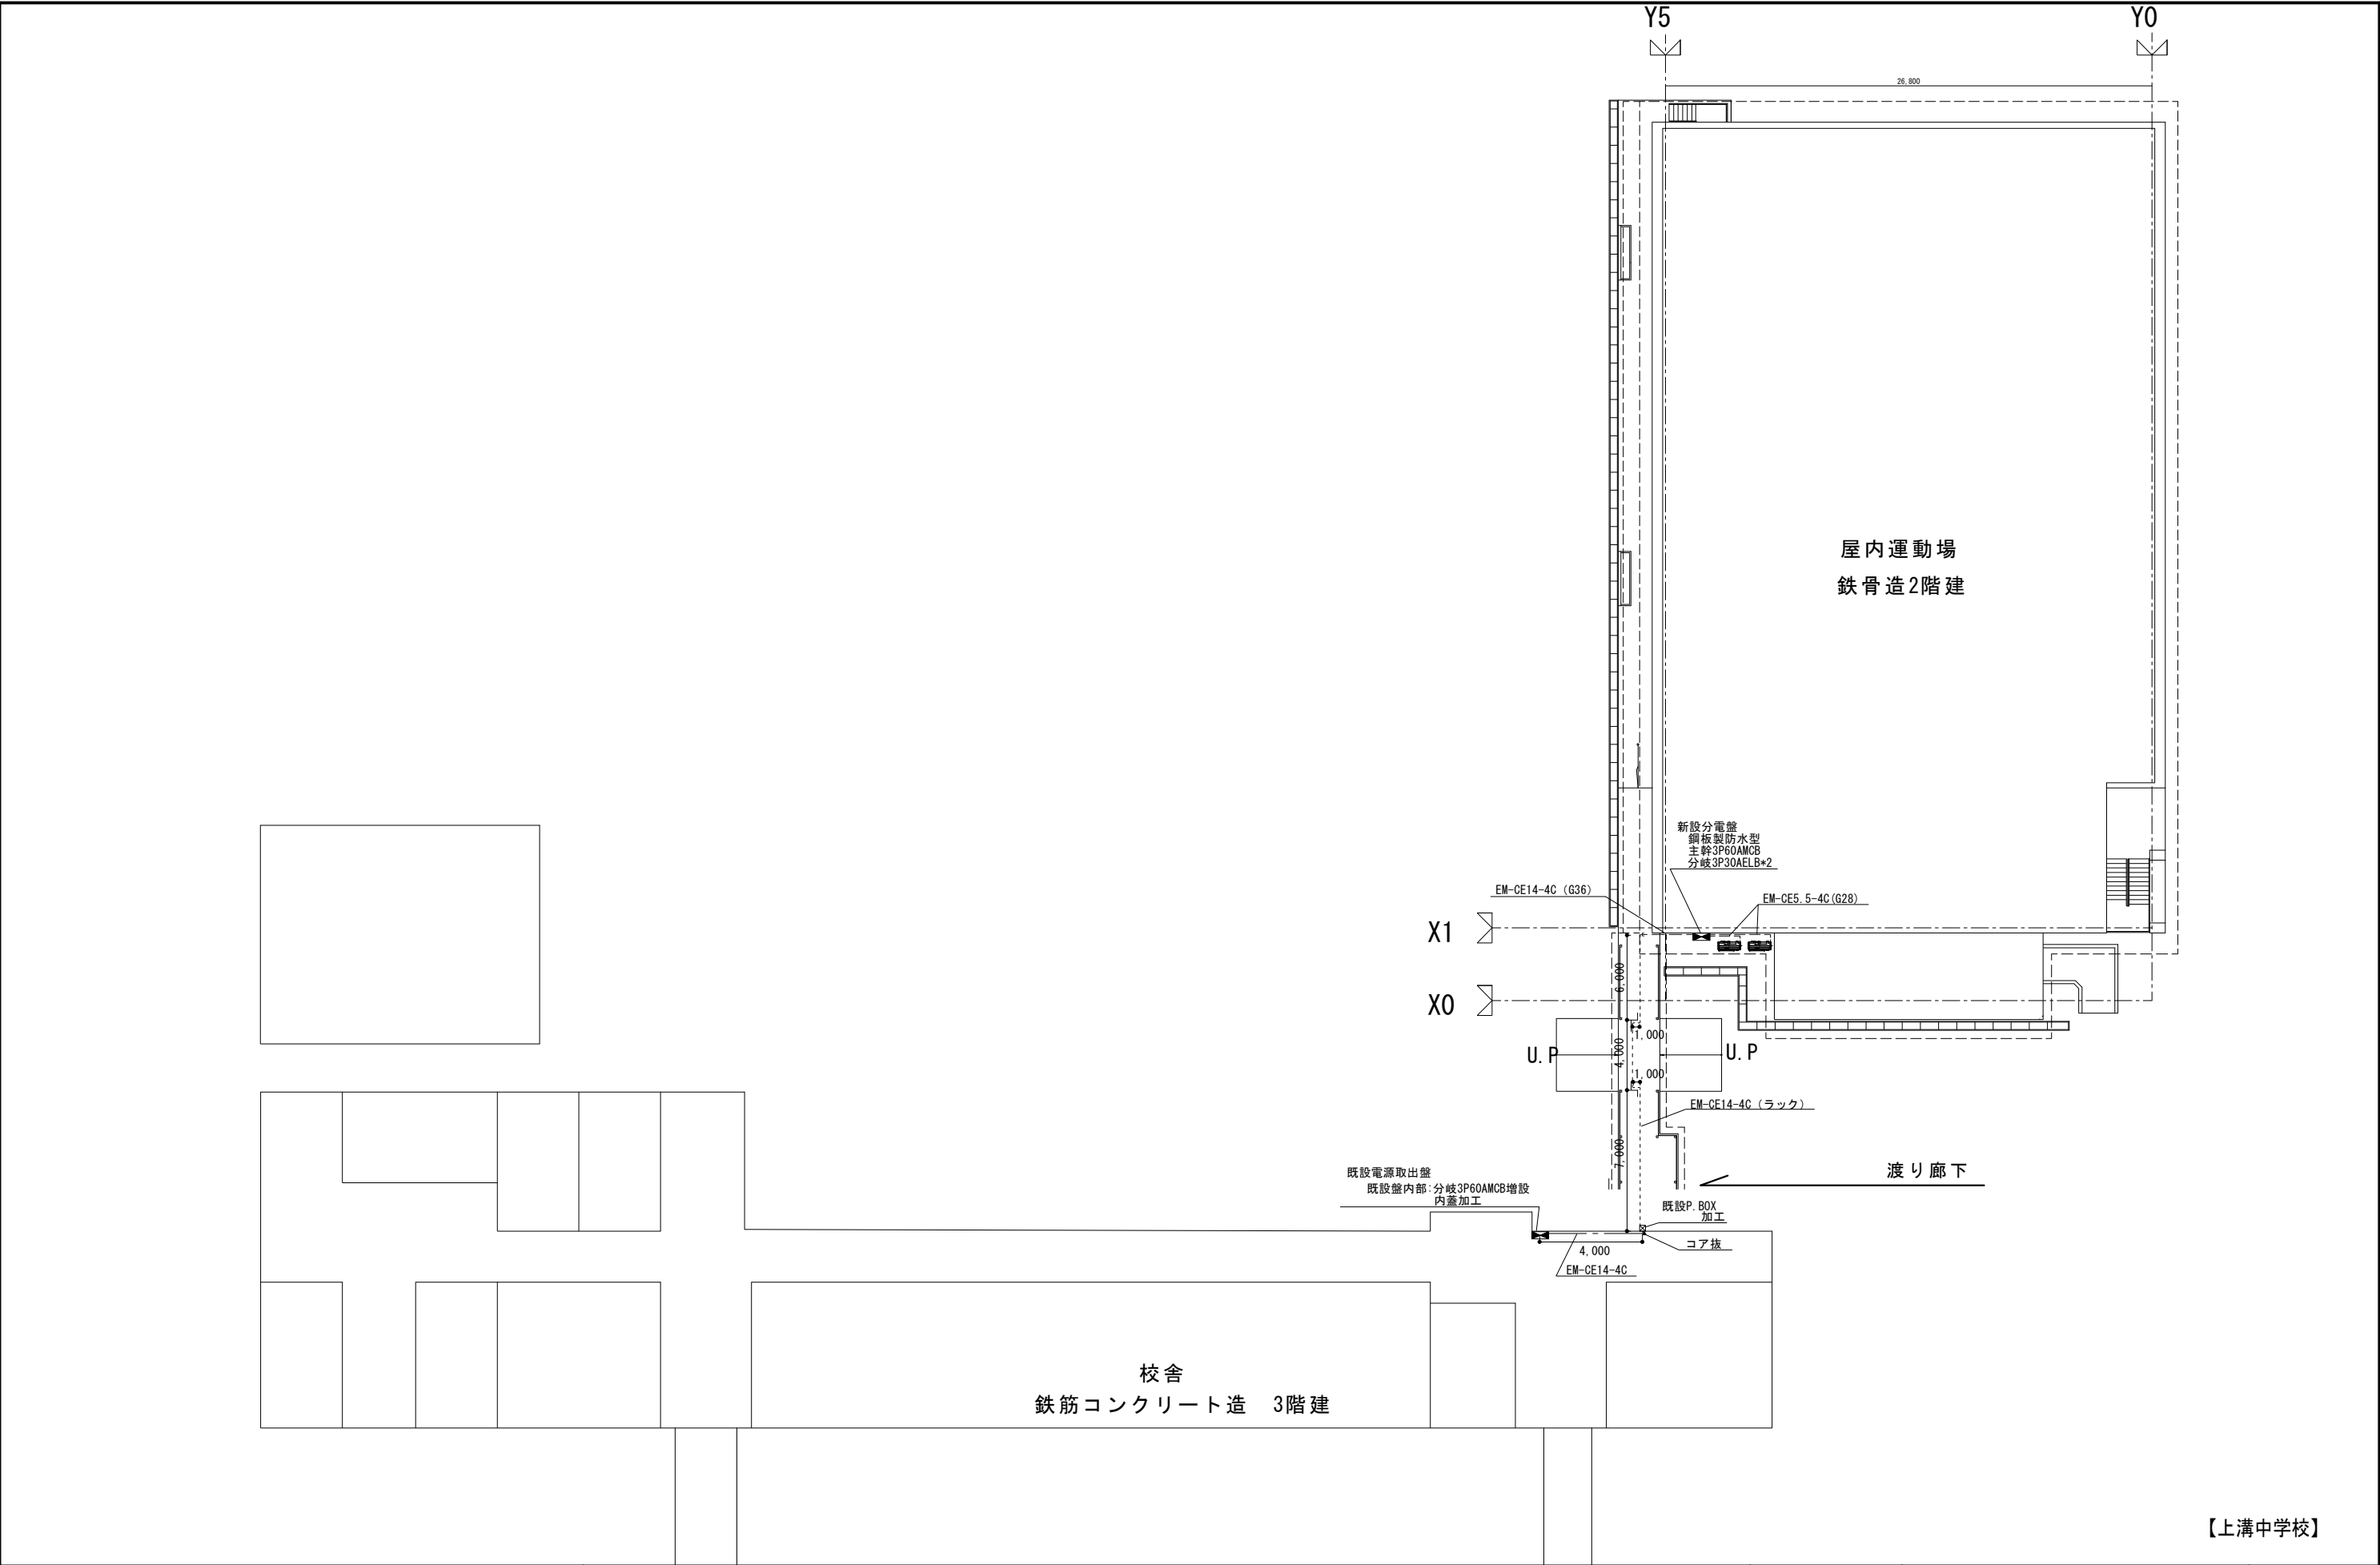 Y5
Y0
26,800
屋内運動場
鉄骨造2階建
新設分電盤
鋼板製防水型
主幹3P60AMCB
分岐3P30AELB*2
EM-CE14-4C (G36)
EM-CE5.5-4C(G28)
X1
6,000
X0
1,000
U.P
4,000
U.P
1,000
EM-CE14-4C (ラック)
7,000
既設電源取出盤
既設盤内部:分岐3P60AMCB増設
内蓋加工
渡り廊下
既設P.BOX
加工
コア抜
4,000
EM-CE14-4C
校舎
鉄筋コンクリート造 3階建
【上溝中学校】